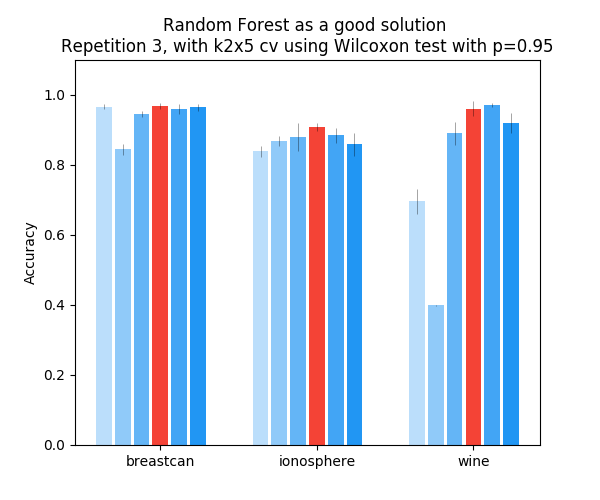 Random Forest as a good solution
Repetition 3, with k2x5 cv using Wilcoxon test with p=0.95
1.0
0.8
0.6
0.4
0.2
0.0
Accuracy
breastcan ionosphere wine